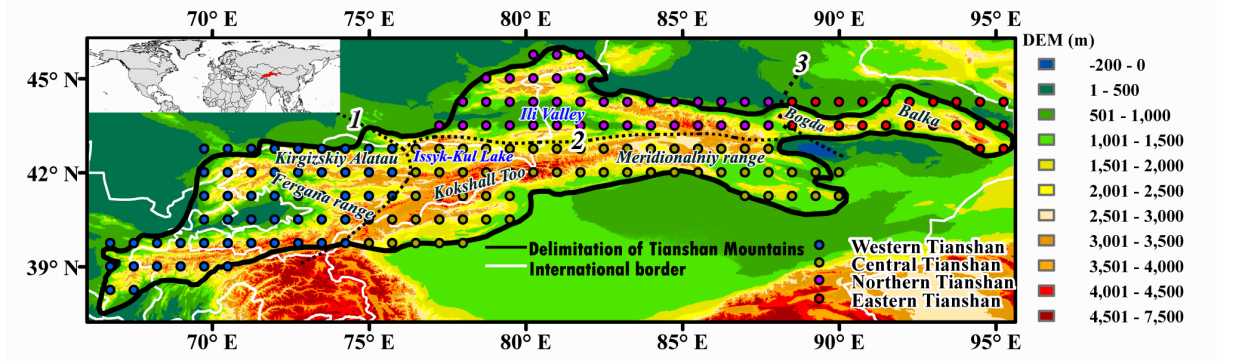 70° E 75° E 80° E 85° E 90° E 95° E
DEM (m)
45° N
42° N
39° N
1
2
3
Ili Valley
Bogda
Balka
Kirgizskiy Alatau
Issyk-Kul Lake
Meridionalniy range
Fergana range
Kokshall Too
Delimitation of Tianshan Mountains
International border
Western Tianshan
Central Tianshan
Northern Tianshan
Eastern Tianshan
-200 - 0
1 - 500
501 - 1,000
1,001 - 1,500
1,501 - 2,000
2,001 - 2,500
2,501 - 3,000
3,001 - 3,500
3,501 - 4,000
4,001 - 4,500
4,501 - 7,500
70° E 75° E 80° E 85° E 90° E 95° E